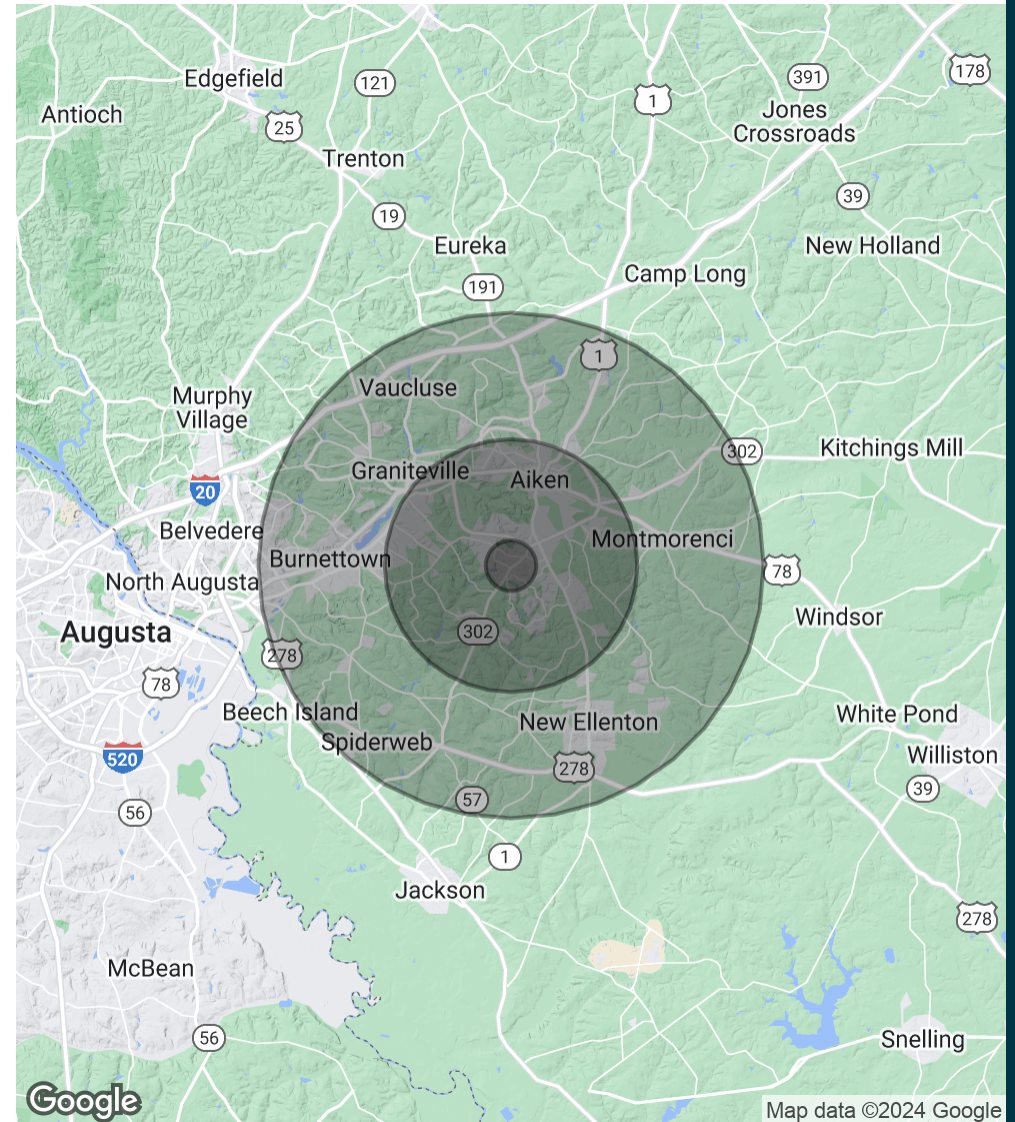 Edgefield
121
391
178
Antioch
1
Jones
Crossroads
25
Trenton
39
19
Eureka
New Holland
Camp Long
191
1
Vaucluse
Murphy
Village
302
Kitchings Mill
Graniteville
Aiken
20
Belvedere
Montmorenci
Burnettown
78
North Augusta
Windsor
Augusta
302
278
78
Beech Island
New Ellenton
White Pond
Spiderweb
Williston
520
278
39
57
56
1
Jackson
278
McBean
56
Snelling
Google
Map data ©2024 Google